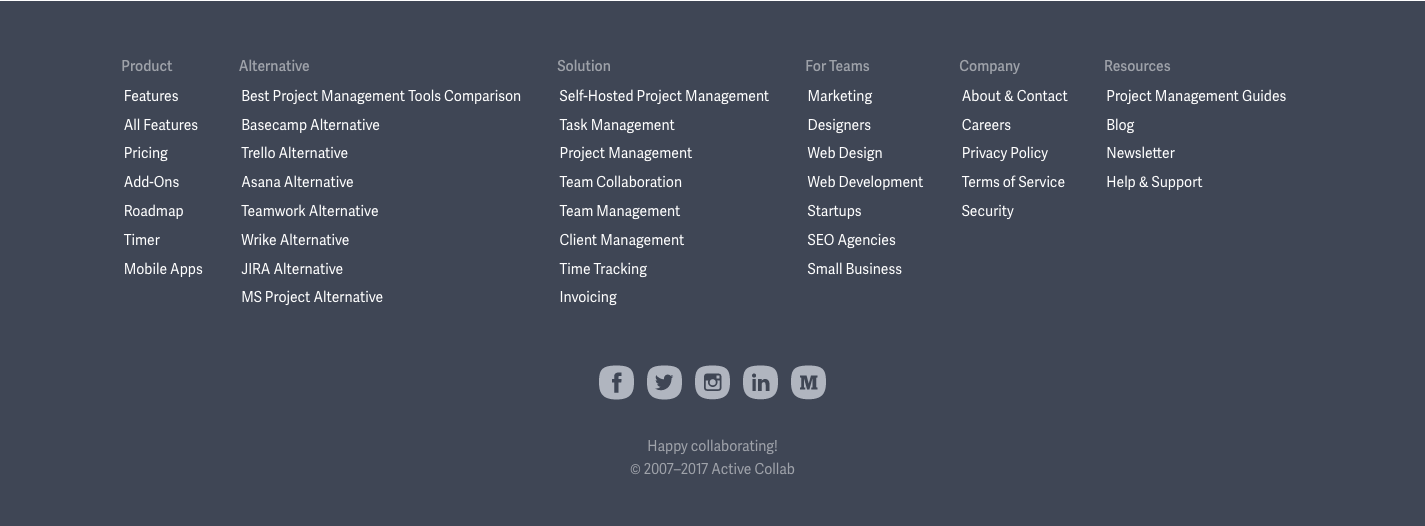 Product
Features
All Features
Pricing
Add-Ons
Roadmap
Timer
Mobile Apps
Alternative
Best Project Management Tools Comparison
Basecamp Alternative
Trello Alternative
Asana Alternative
Teamwork Alternative
Wrike Alternative
JIRA Alternative
MS Project Alternative
Solution
Self-Hosted Project Management
Task Management
Project Management
Team Collaboration
Team Management
Client Management
Time Tracking
Invoicing
For Teams
Marketing
Designers
Web Design
Web Development
Startups
SEO Agencies
Small Business
Company
About & Contact
Careers
Privacy Policy
Terms of Service
Security
Resources
Project Management Guides
Blog
Newsletter
Help & Support
f
in
M
Happy collaborating!
© 2007–2017 Active Collab